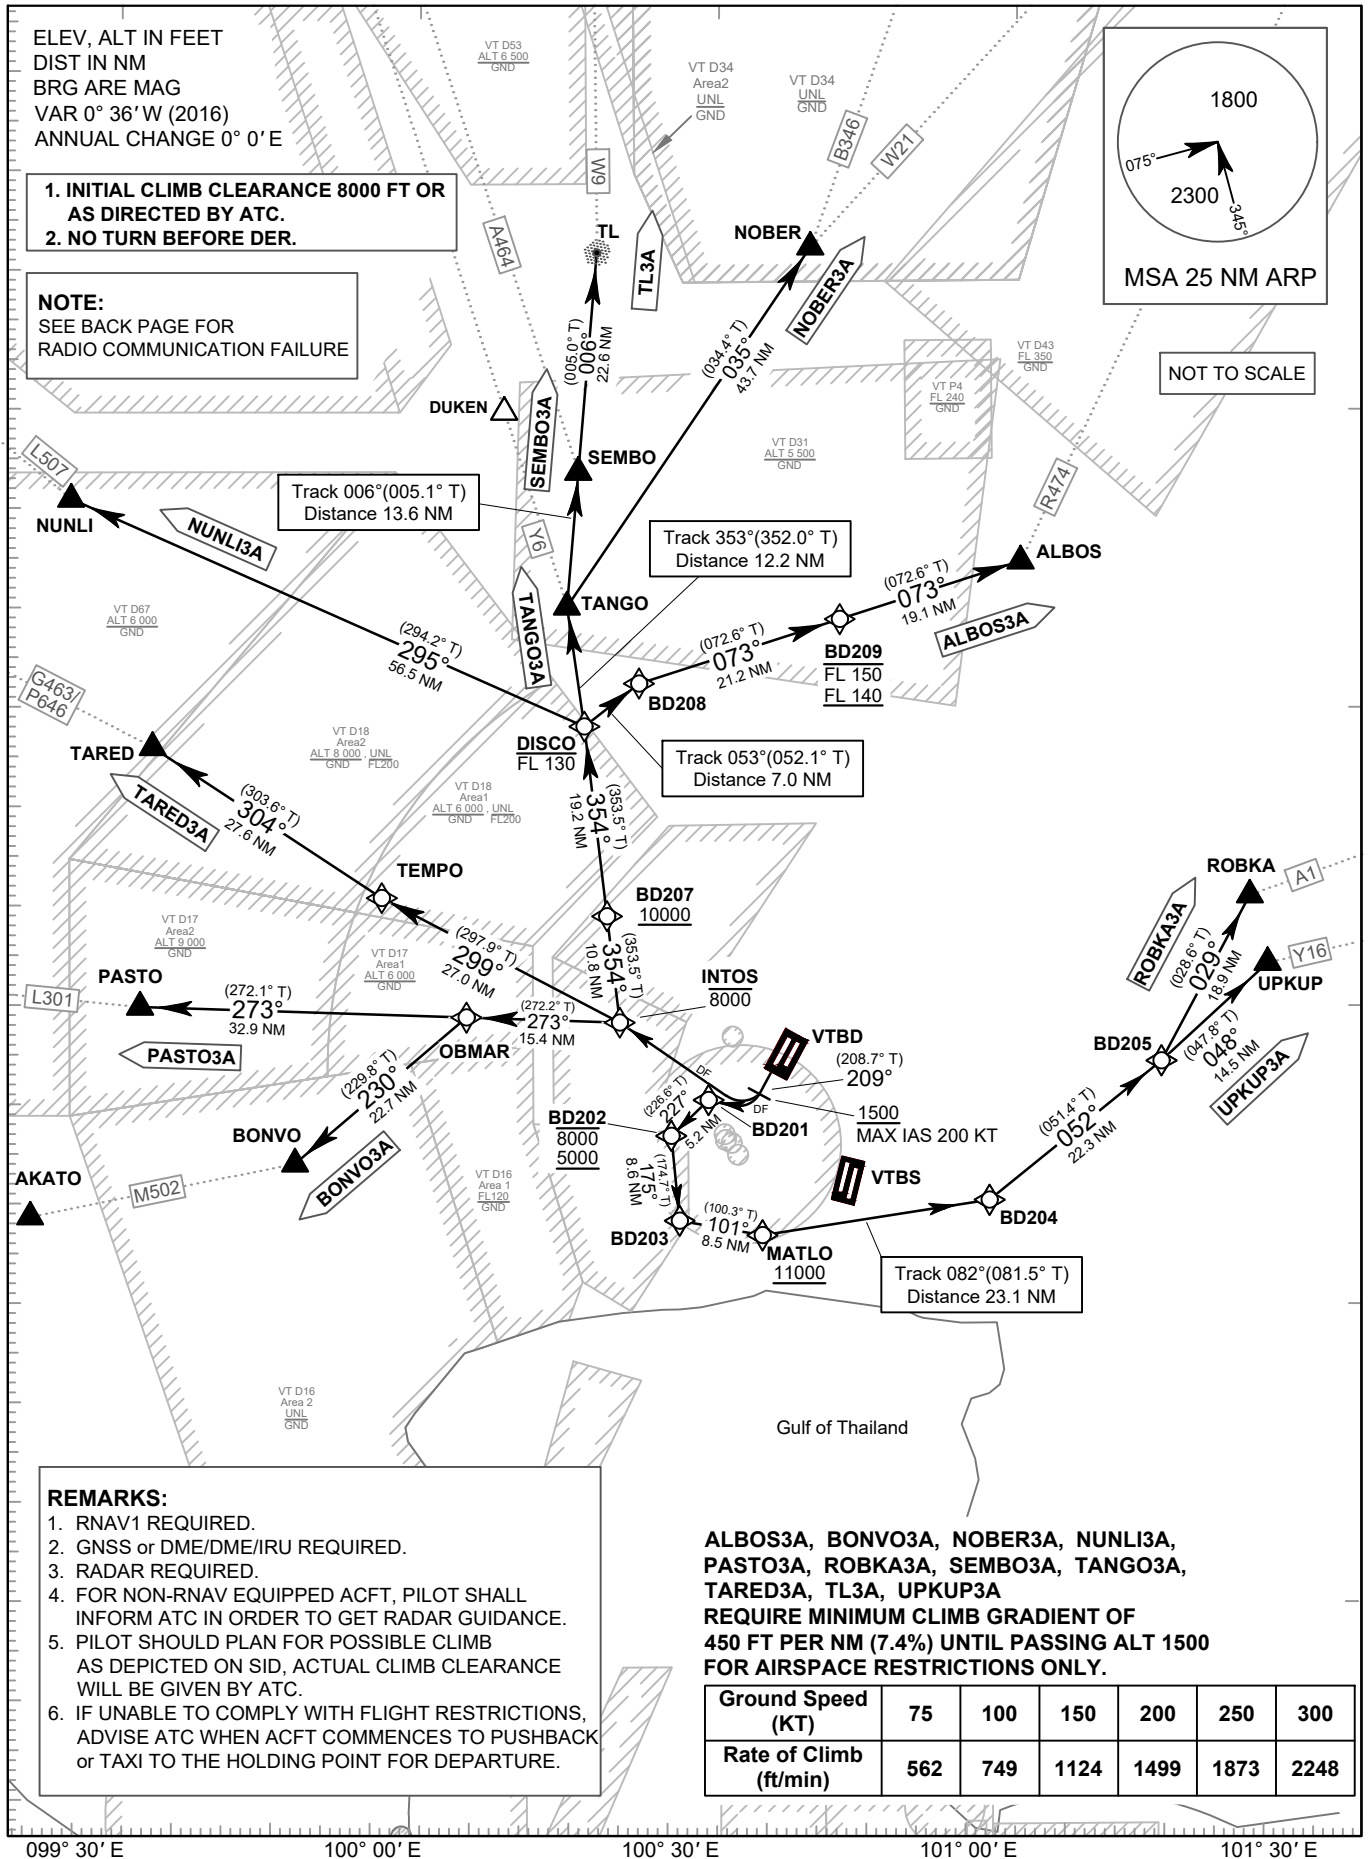 ELEV, ALT IN FEET
DIST IN NM
BRG ARE MAG
VAR 0° 36' W (2016)
ANNUAL CHANGE 0° 0' E
1. INITIAL CLIMB CLEARANCE 8000 FT OR
AS DIRECTED BY ATC.
2. NO TURN BEFORE DER.
NOTE:
SEE BACK PAGE FOR
RADIO COMMUNICATION FAILURE
VT D53
ALT 6 500
GND
VT D34
Area2
UNL
GND
VT D34
UNL
GND
W9
B346
W21
A464
1800
075°
2300
345°
MSA 25 NM ARP
NOT TO SCALE
TL
TL3A
NOBER
NOBER3A
(005.0° T)
006°
22.6 NM
(034.4° T)
035°
43.7 NM
VT D43
FL 350
GND
VT P4
FL 240
GND
VT D31
ALT 5 500
GND
DUKEN
SEMBO3A
SEMBO
L507
NUNLI
NUNLI3A
Track 006°(005.1° T)
Distance 13.6 NM
Y6
R474
Track 353°(352.0° T)
Distance 12.2 NM
ALBOS
TANGO
TANGO3A
(072.6° T)
073°
19.1 NM
ALBOS3A
VT D67
ALT 6 000
GND
(294.2° T)
295°
56.5 NM
(072.6° T)
073°
21.2 NM
BD209
FL 150
FL 140
BD208
G463/
P646
TARED
TARED3A
VT D18
Area2
ALT 8 000 , UNL
GND FL200
DISCO
FL 130
Track 053°(052.1° T)
Distance 7.0 NM
VT D18
Area1
ALT 6 000 , UNL
GND FL200
(303.6° T)
304°
27.6 NM
(353.5° T)
354°
19.2 NM
TEMPO
BD207
10000
ROBKA
A1
ROBKA3A
VT D17
Area2
ALT 9 000
GND
VT D17
Area1
ALT 6 000
GND
(297.9° T)
299°
27.0 NM
(353.5° T)
354°
10.8 NM
(028.6° T)
029°
18.9 NM
Y16
UPKUP
PASTO
L301
(272.1° T)
273°
32.9 NM
PASTO3A
(272.2° T)
273°
15.4 NM
OBMAR
INTOS
8000
VTBD
(208.7° T)
209°
DF
DF
1500
MAX IAS 200 KT
BD205
(047.8° T)
048°
14.5 NM
UPKUP3A
(229.8° T)
230°
22.7 NM
(226.6° T)
227°
5.2 NM
BD201
BD202
8000
5000
BONVO
BONVO3A
(051.4° T)
052°
22.3 NM
AKATO
M502
VT D16
Area 1
FL120
GND
(174.7° T)
175°
8.6 NM
VTBS
BD203
(100.3° T)
101°
8.5 NM
BD204
MATLO
11000
Track 082°(081.5° T)
Distance 23.1 NM
VT D16
Area 2
UNL
GND
Gulf of Thailand
REMARKS:
1. RNAV1 REQUIRED.
2. GNSS or DME/DME/IRU REQUIRED.
3. RADAR REQUIRED.
4. FOR NON-RNAV EQUIPPED ACFT, PILOT SHALL
INFORM ATC IN ORDER TO GET RADAR GUIDANCE.
5. PILOT SHOULD PLAN FOR POSSIBLE CLIMB
AS DEPICTED ON SID, ACTUAL CLIMB CLEARANCE
WILL BE GIVEN BY ATC.
6. IF UNABLE TO COMPLY WITH FLIGHT RESTRICTIONS,
ADVISE ATC WHEN ACFT COMMENCES TO PUSHBACK
or TAXI TO THE HOLDING POINT FOR DEPARTURE.
ALBOS3A, BONVO3A, NOBER3A, NUNLI3A,
PASTO3A, ROBKA3A, SEMBO3A, TANGO3A,
TARED3A, TL3A, UPKUP3A
REQUIRE MINIMUM CLIMB GRADIENT OF
450 FT PER NM (7.4%) UNTIL PASSING ALT 1500
FOR AIRSPACE RESTRICTIONS ONLY.
Ground Speed (KT) 75 100 150 200 250 300
Rate of Climb (ft/min) 562 749 1124 1499 1873 2248
099° 30' E 100° 00' E 100° 30' E 101° 00' E 101° 30' E